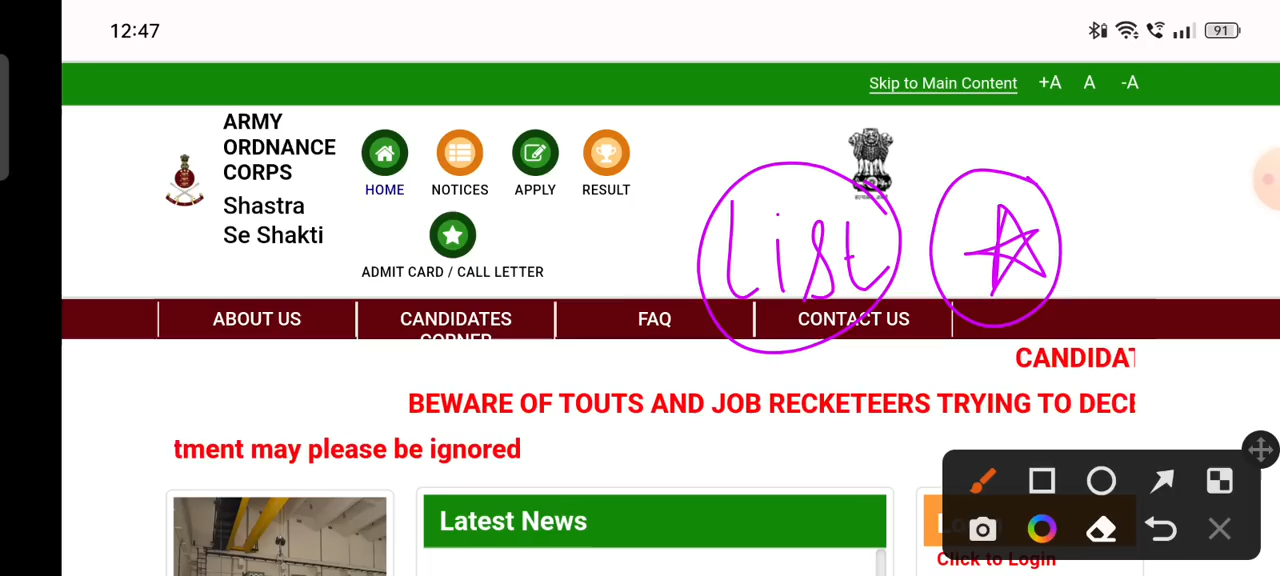 12:47
91
Skip to Main Content +A A -A
ARMY
ORDNANCE
CORPS
Shastra
Se Shakti
HOME NOTICES APPLY RESULT
ADMIT CARD / CALL LETTER
List
ABOUT US CANDIDATES CORNER FAQ CONTACT US
CANDIDAT
BEWARE OF TOUTS AND JOB RECKETEERS TRYING TO DECE
tment may please be ignored
Latest News
Click to Login